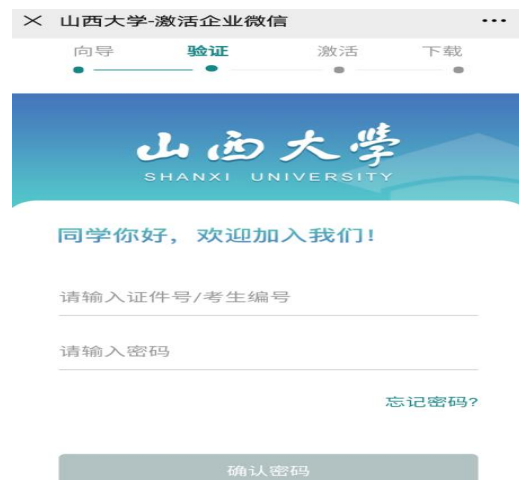 山西大学-激活企业微信
向导 验证 激活 下载
山西大学
SHANXI UNIVERSITY
同学你好，欢迎加入我们！
请输入证件号/考生编号
请输入密码
忘记密码?
确认密码